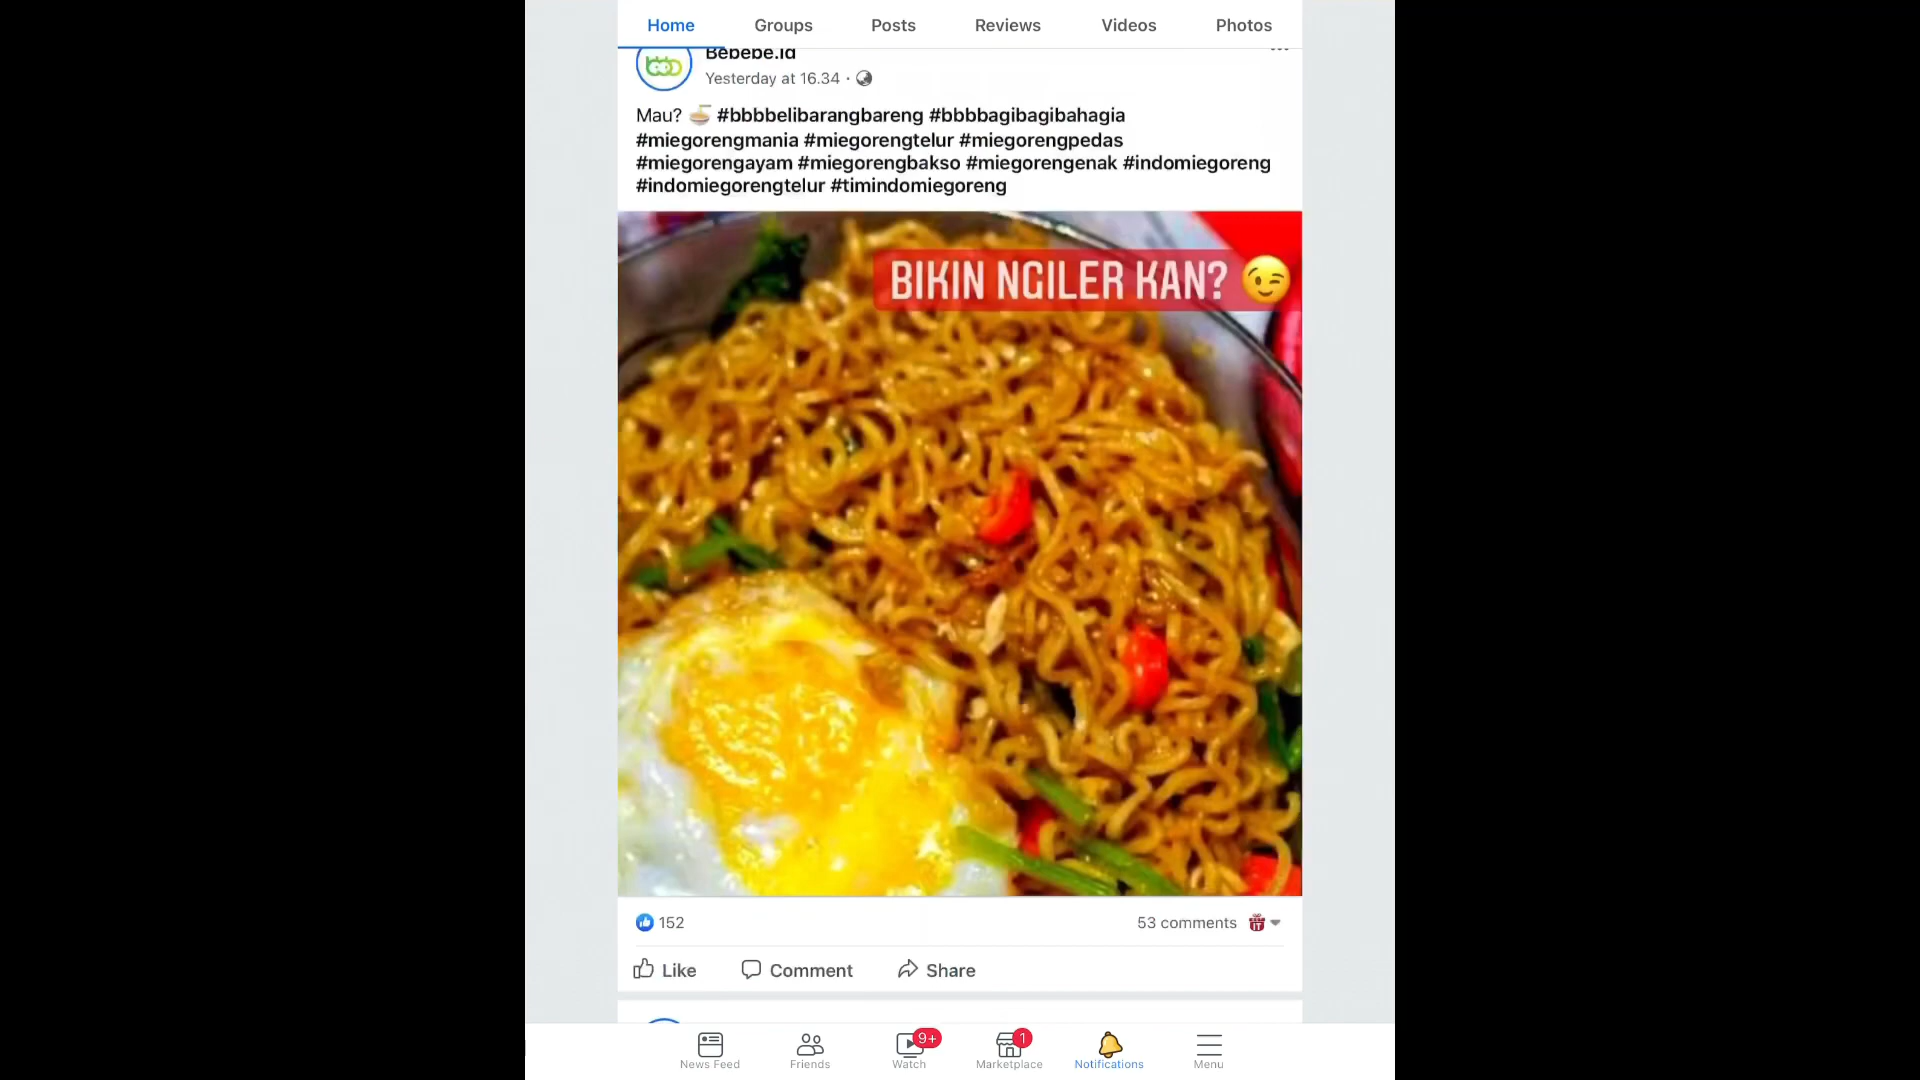 Home Groups Posts Reviews Videos Photos
Bebebe.id
Yesterday at 16.34 ·
Mau? 🍜 #bbbbelibarangbareng #bbbbagibagibahagia
#miegorengmania #miegorengtelur #miegorengpedas
#miegorengayam #miegorengbakso #miegorengenak #indomiegoreng
#indomiegorengtelur #timindomiegoreng
BIKIN NGILER KAN? 😉
152 53 comments
Like Comment Share
9+ 1
News Feed Friends Watch Marketplace Notifications Menu